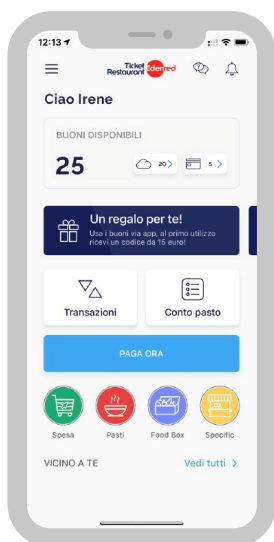 12:13
Ticket
Restaurant Edenred
Ciao Irene
BUONI DISPONIBILI
25
20 >
5 >
Un regalo per te!
Usa i buoni via app, al primo utilizzo
ricevi un codice da 15 euro!
Transazioni
Conto pasto
PAGA ORA
Spesa
Pasti
Food Box
Specific
VICINO A TE
Vedi tutti >